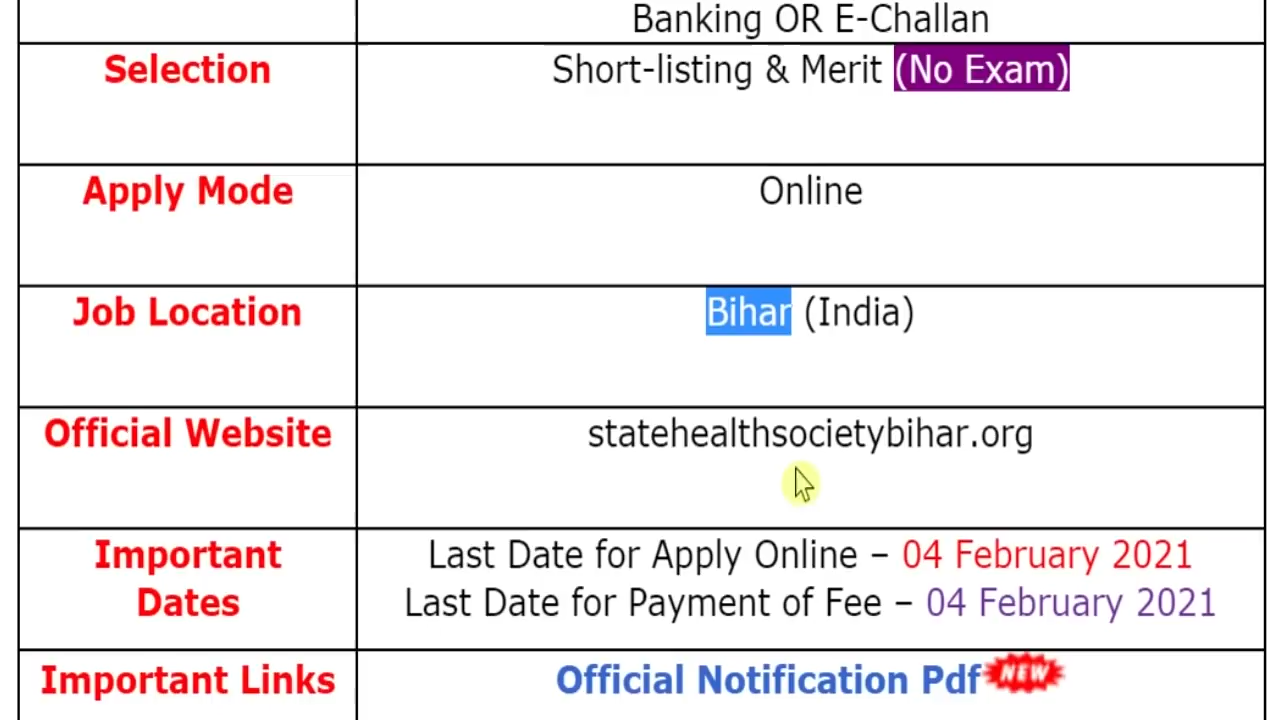 Banking OR E-Challan
Selection
Short-listing & Merit (No Exam)
Apply Mode
Online
Job Location
Bihar (India)
Official Website
statehealthsocietybihar.org
Important
Dates
Last Date for Apply Online – 04 February 2021
Last Date for Payment of Fee – 04 February 2021
Important Links
Official Notification Pdf NEW